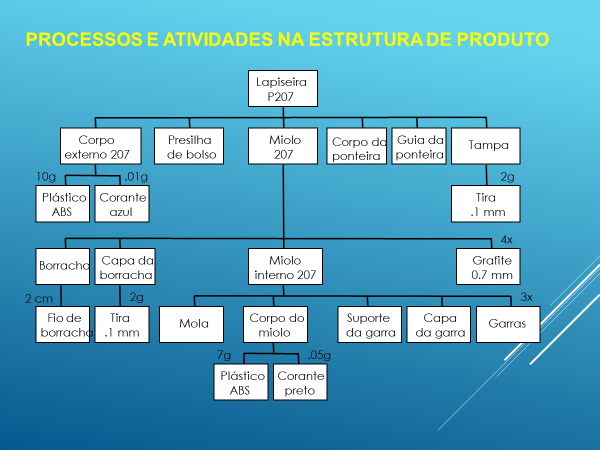 PROCESSOS E ATIVIDADES NA ESTRUTURA DE PRODUTO
Lapiseira
P207
Corpo
externo 207
Presilha
de bolso
Miolo
207
Corpo da
ponteira
Guia da
ponteira
Tampa
10g
.01g
2g
Plástico
ABS
Corante
azul
Tira
.1 mm
4x
Borracha
Capa da
borracha
Miolo
interno 207
Grafite
0.7 mm
2 cm
2g
3x
Fio de
borracha
Tira
.1 mm
Mola
Corpo do
miolo
Suporte
da garra
Capa
da garra
Garras
7g
.05g
Plástico
ABS
Corante
preto